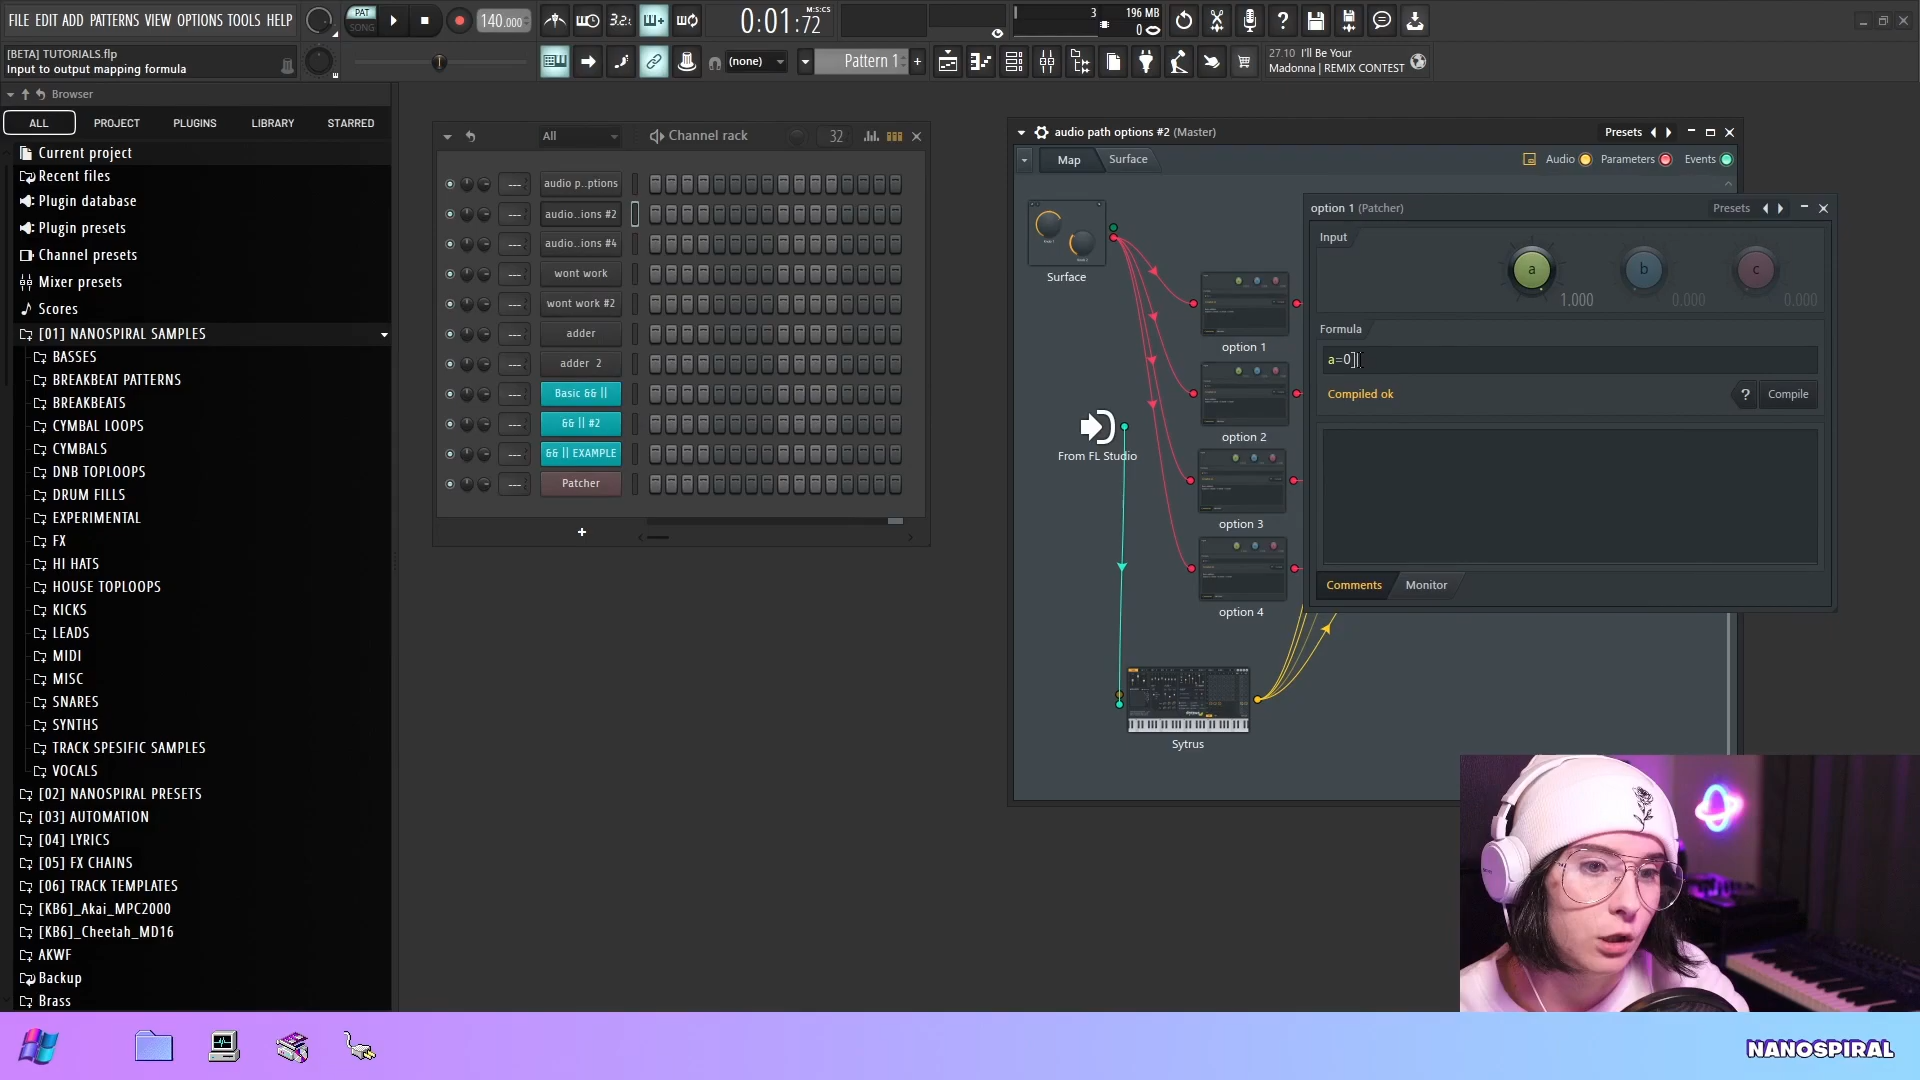 FILE EDIT ADD PATTERNS VIEW OPTIONS TOOLS HELP
PAT
SONG
140.000
3.2:
0:01:72
M:S:CS
3
196 MB
0
[BETA] TUTORIALS.flp
Input to output mapping formula
(none)
Pattern 1
+
27.10 I'll Be Your
Madonna | REMIX CONTEST
Browser
ALL
PROJECT
PLUGINS
LIBRARY
STARRED
Current project
Recent files
Plugin database
Plugin presets
Channel presets
Mixer presets
Scores
[01] NANOSPIRAL SAMPLES
BASSES
BREAKBEAT PATTERNS
BREAKBEATS
CYMBAL LOOPS
CYMBALS
DNB TOPLOOPS
DRUM FILLS
EXPERIMENTAL
FX
HI HATS
HOUSE TOPLOOPS
KICKS
LEADS
MIDI
MISC
SNARES
SYNTHS
TRACK SPESIFIC SAMPLES
VOCALS
[02] NANOSPIRAL PRESETS
[03] AUTOMATION
[04] LYRICS
[05] FX CHAINS
[06] TRACK TEMPLATES
[KB6]_Akai_MPC2000
[KB6]_Cheetah_MD16
AKWF
Backup
Brass
All
Channel rack
32
--- audio p..ptions
--- audio..ions #2
--- audio..ions #4
--- wont work
--- wont work #2
--- adder
--- adder 2
--- Basic && ||
--- && || #2
--- && || EXAMPLE
--- Patcher
+
audio path options #2 (Master)
Presets
Map
Surface
Audio
Parameters
Events
Surface
option 1
option 2
option 3
option 4
From FL Studio
Sytrus
option 1 (Patcher)
Presets
Input
a
1.000
b
0.000
c
0.000
Formula
a=0]
Compiled ok
?
Compile
Comments
Monitor
NANOSPIRAL